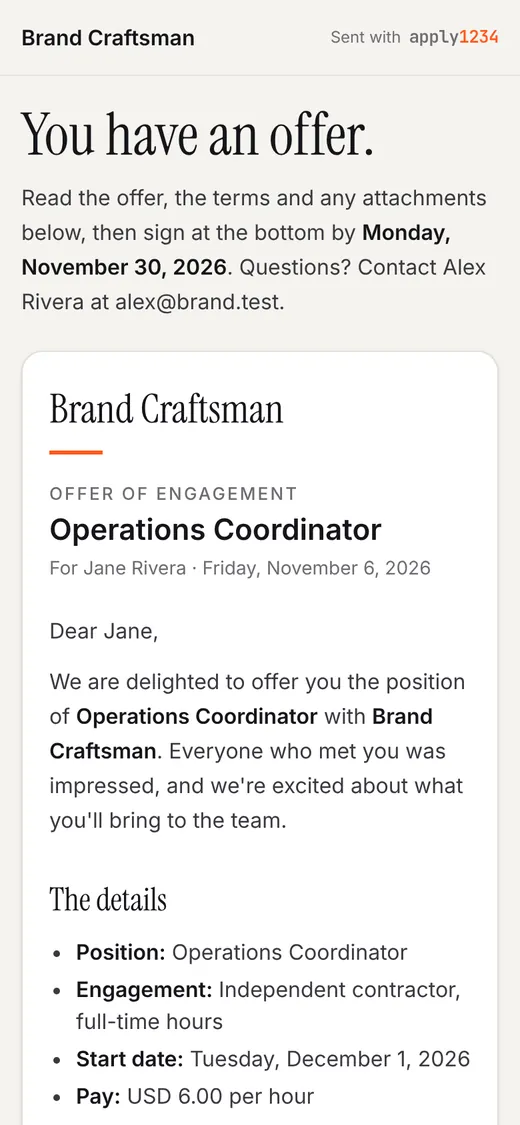 Brand Craftsman
Sent with apply1234
You have an offer.
Read the offer, the terms and any attachments
below, then sign at the bottom by Monday,
November 30, 2026. Questions? Contact Alex
Rivera at alex@brand.test.
Brand Craftsman
OFFER OF ENGAGEMENT
Operations Coordinator
For Jane Rivera · Friday, November 6, 2026
Dear Jane,
We are delighted to offer you the position
of Operations Coordinator with Brand
Craftsman. Everyone who met you was
impressed, and we're excited about what
you'll bring to the team.
The details
• Position: Operations Coordinator
• Engagement: Independent contractor,
full-time hours
• Start date: Tuesday, December 1, 2026
• Pay: USD 6.00 per hour